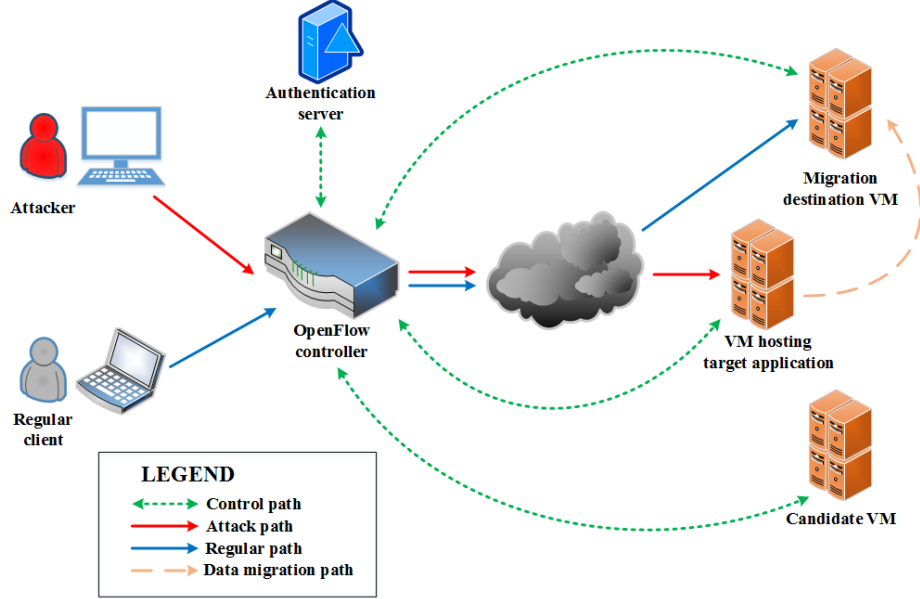 Authentication
server
Attacker
Migration
destination VM
OpenFlow
controller
VM hosting
target application
Regular
client
LEGEND
Control path
Attack path
Regular path
Data migration path
Candidate VM